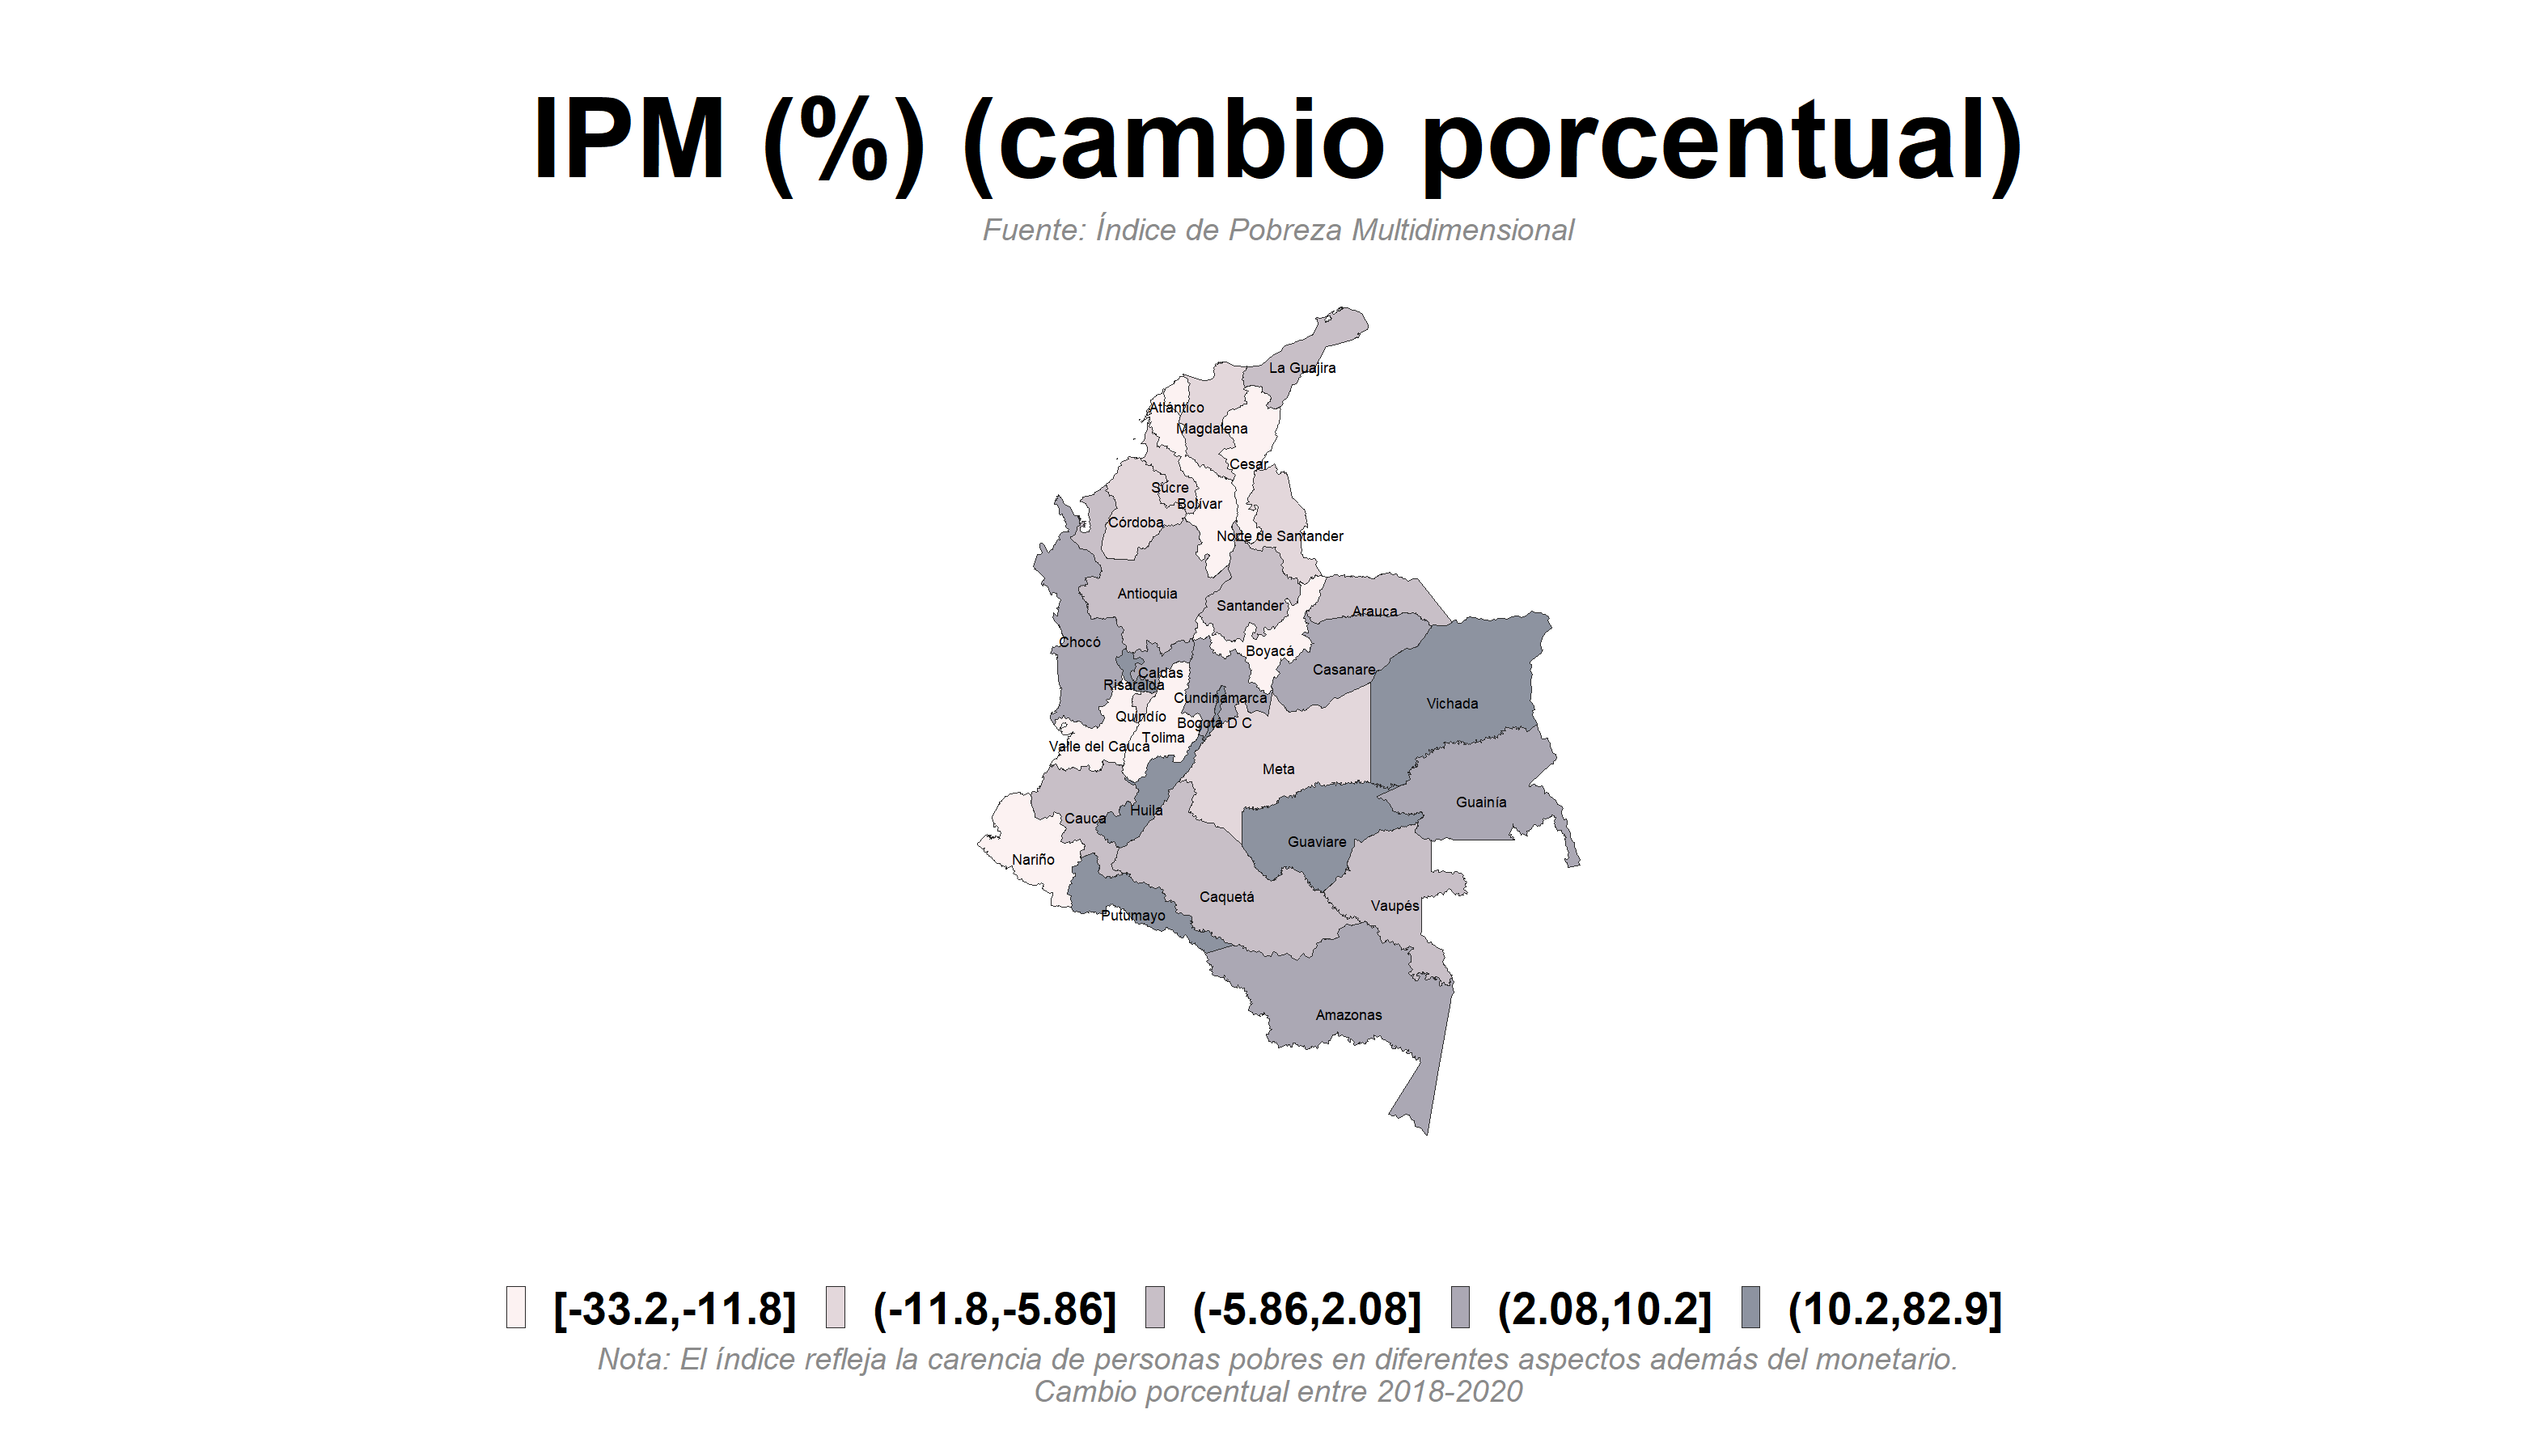 IPM (%) (cambio porcentual)
Fuente: Índice de Pobreza Multidimensional
La Guajira
Atlántico
Magdalena
Cesar
Sucre
Bolívar
Córdoba
Norte de Santander
Antioquia
Santander
Arauca
Chocó
Boyacá
Casanare
Caldas
Risaralda
Cundinamarca
Vichada
Quindío
Bogotá D C
Tolima
Valle del Cauca
Meta
Guainía
Huila
Cauca
Guaviare
Nariño
Caquetá
Vaupés
Putumayo
Amazonas
[-33.2,-11.8] (-11.8,-5.86] (-5.86,2.08] (2.08,10.2] (10.2,82.9]
Nota: El índice refleja la carencia de personas pobres en diferentes aspectos además del monetario.
Cambio porcentual entre 2018-2020